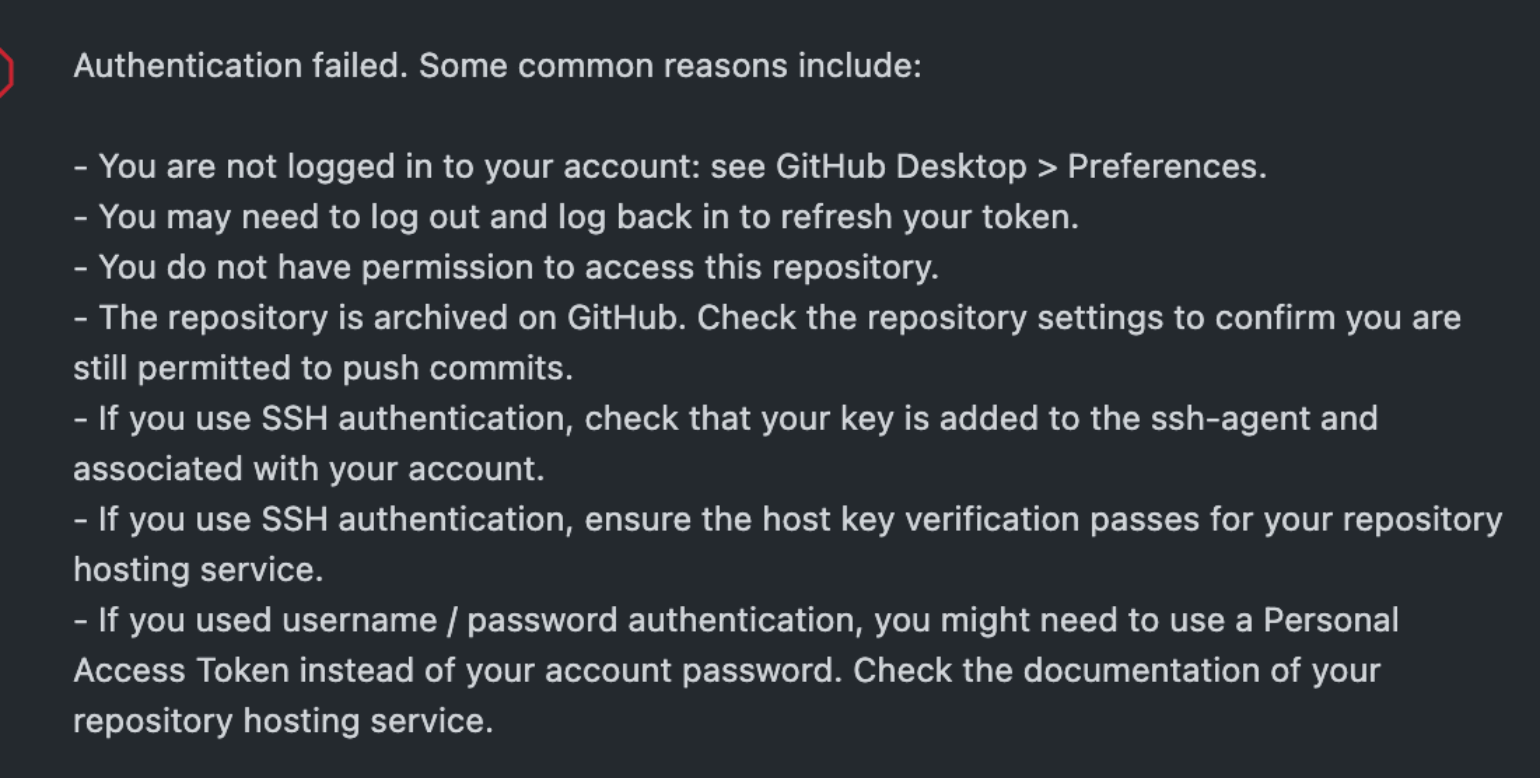 Authentication failed. Some common reasons include:
- You are not logged in to your account: see GitHub Desktop > Preferences.
- You may need to log out and log back in to refresh your token.
- You do not have permission to access this repository.
- The repository is archived on GitHub. Check the repository settings to confirm you are
still permitted to push commits.
- If you use SSH authentication, check that your key is added to the ssh-agent and
associated with your account.
- If you use SSH authentication, ensure the host key verification passes for your repository
hosting service.
- If you used username / password authentication, you might need to use a Personal
Access Token instead of your account password. Check the documentation of your
repository hosting service.